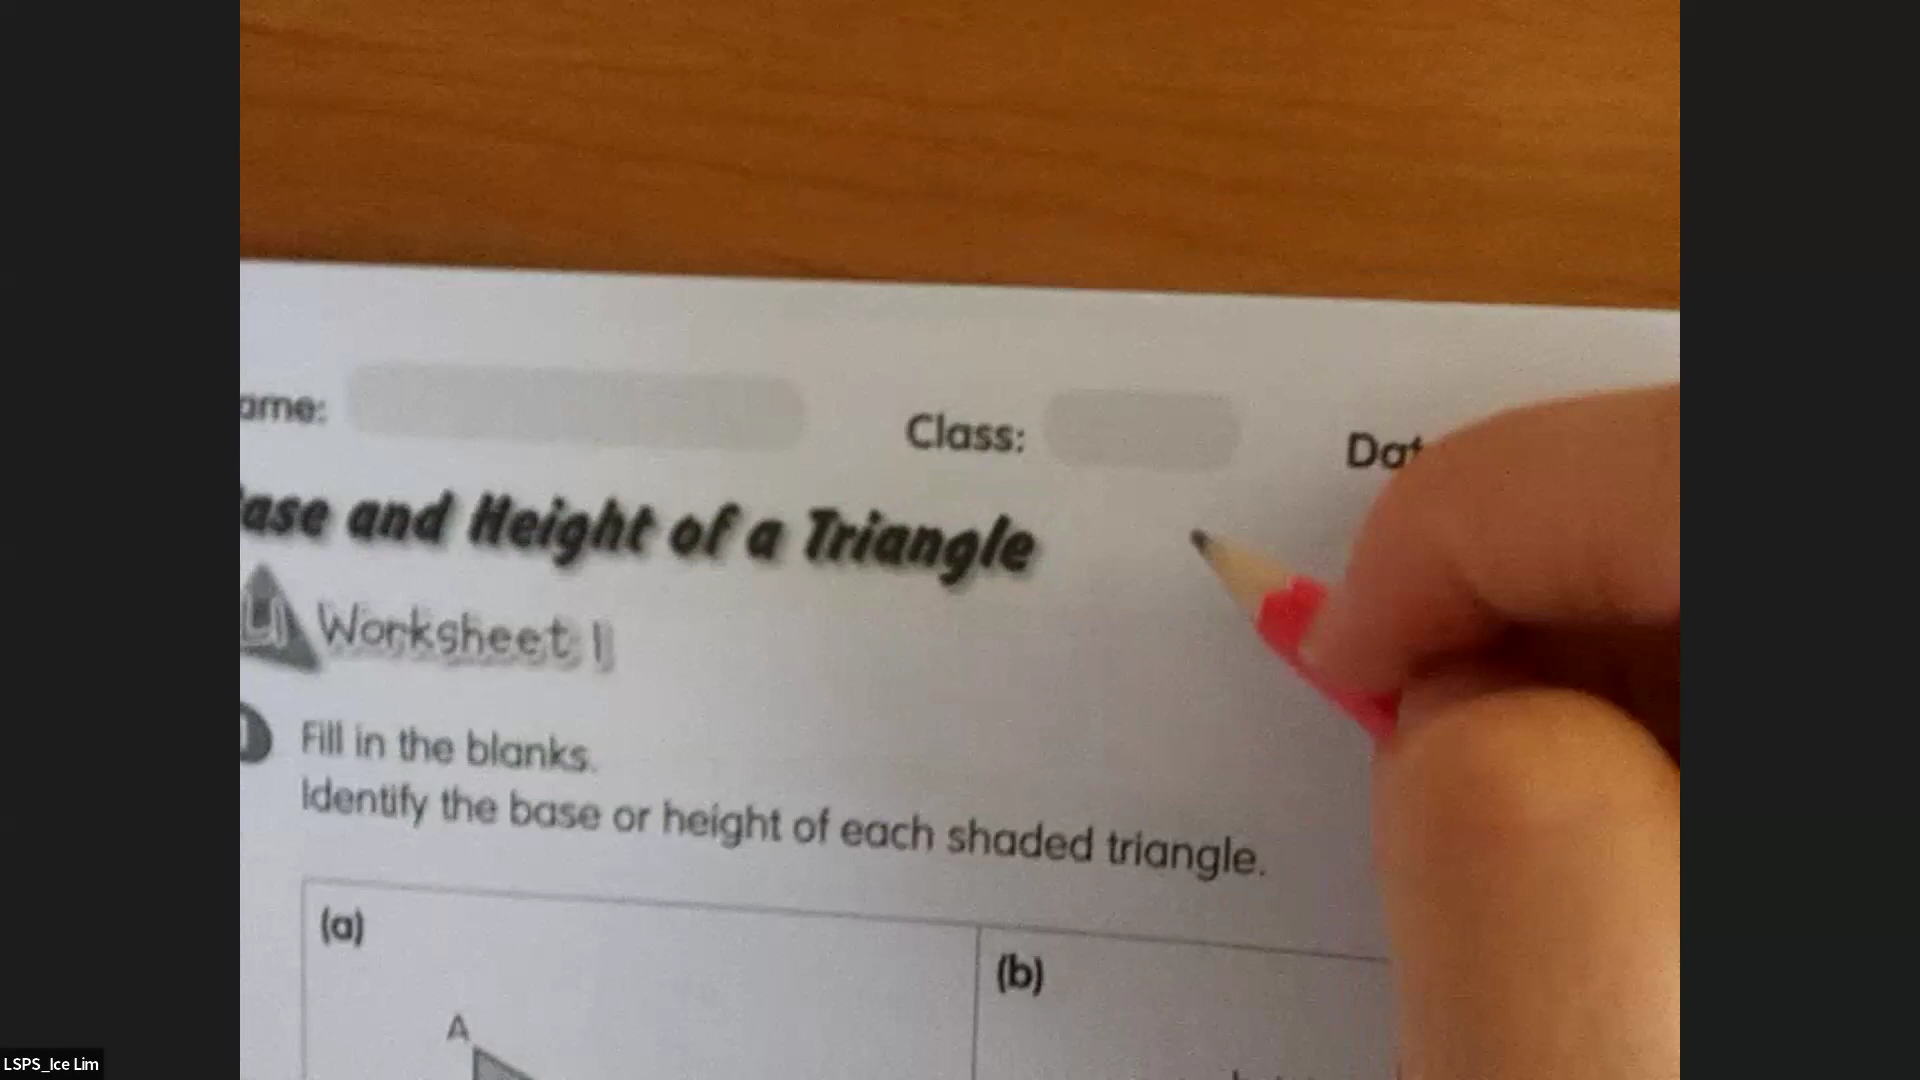 ame:
Class:
Dat
ase and Height of a Triangle
Worksheet 1
Fill in the blanks.
Identify the base or height of each shaded triangle.
(a)
(b)
A
LSPS_Ice Lim